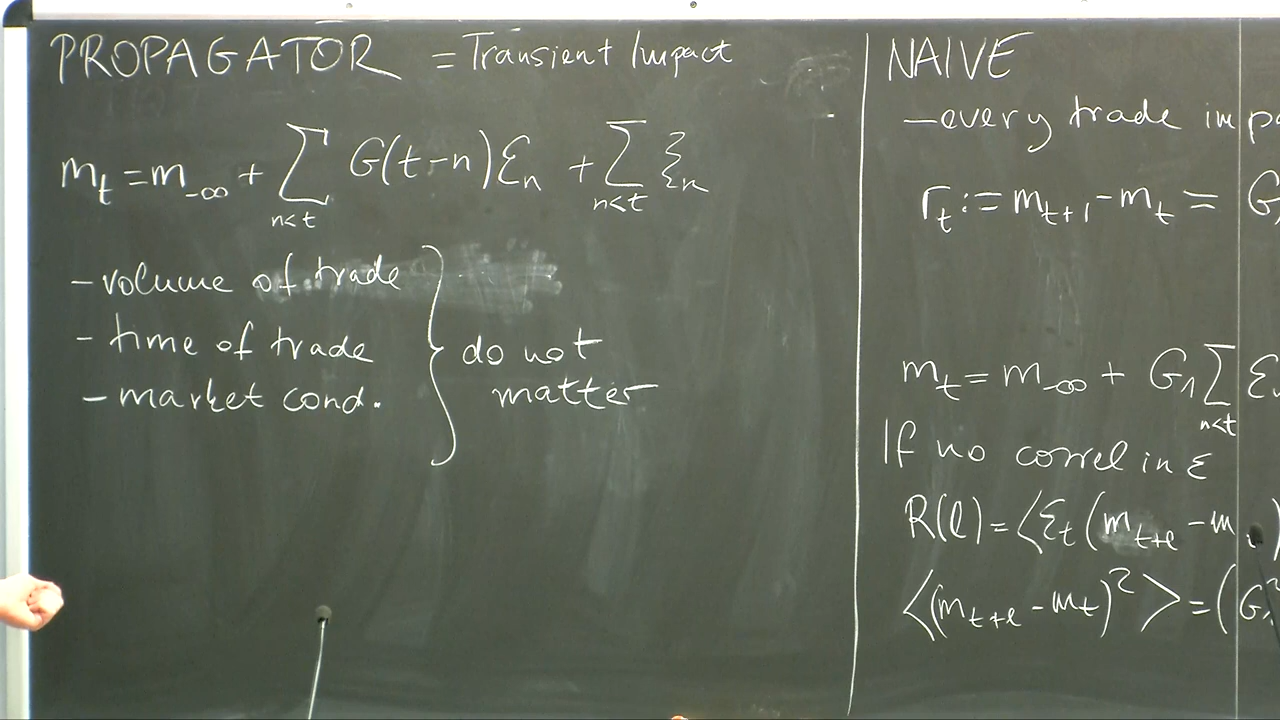 PROPAGATOR = Transient Impact
m_t = m_-∞ + ∑_{n<t} G(t-n) ε_n + ∑_{n<t} ξ_n
- volume of trade
- time of trade
- market cond.
} do not
matter
NAIVE
- every trade imp
r_t := m_{t+1} - m_t = G
m_t = m_-∞ + G_1 ∑_{n<t} ε
If no correl in ε
R(ℓ) = ⟨ε_t (m_{t+ℓ} - m
⟨(m_{t+ℓ} - m_t)^2⟩ = (G